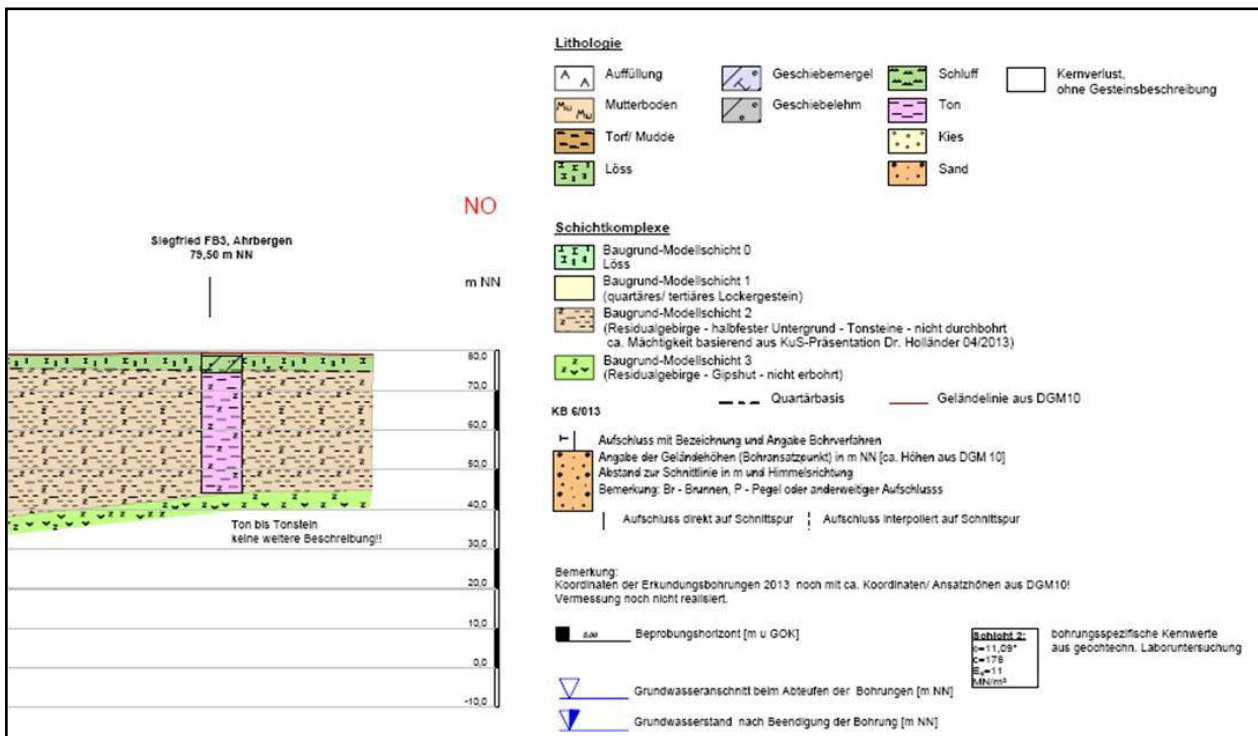 Lithologie
Auffüllung
Mutterboden
Torf/ Mudde
Löss
Geschiebemergel
Geschiebelehm
Schluff
Ton
Kies
Sand
Kernverlust,
ohne Gesteinsbeschreibung
NO
Siegfried FB3, Ahrbergen
79,50 m NN
m NN
80,0
70,0
60,0
50,0
40,0
30,0
20,0
10,0
0,0
-10,0
Ton bis Tonstein
keine weitere Beschreibung!!
Schichtkomplexe
Baugrund-Modellschicht 0
Löss
Baugrund-Modellschicht 1
(quartäres/ tertiäres Lockergestein)
Baugrund-Modellschicht 2
(Residualgebirge - halbfester Untergrund - Tonsteine - nicht durchbohrt
ca. Mächtigkeit basierend aus KuS-Präsentation Dr. Holländer 04/2013)
Baugrund-Modellschicht 3
(Residualgebirge - Gipshut - nicht erbohrt)
Quartärbasis
Geländelinie aus DGM10
KB 6/013
Aufschluss mit Bezeichnung und Angabe Bohrverfahren
Angabe der Geländehöhen (Bohransatzpunkt) in m NN [ca. Höhen aus DGM 10]
Abstand zur Schnittlinie in m und Himmelsrichtung
Bemerkung: Br - Brunnen, P - Pegel oder anderweitiger Aufschlusss
Aufschluss direkt auf Schnittspur
Aufschluss interpoliert auf Schnittspur
Bemerkung:
Koordinaten der Erkundungsbohrungen 2013 noch mit ca. Koordinaten/ Ansatzhöhen aus DGM10!
Vermessung noch nicht realisiert.
0,00 Beprobungshorizont [m u GOK]
Schicht 2:
c=178
MN/m²
bohrungsspezifische Kennwerte
aus geochtechn. Laboruntersuchung
Grundwasseranschnitt beim Abteufen der Bohrungen [m NN]
Grundwasserstand nach Beendigung der Bohrung [m NN]